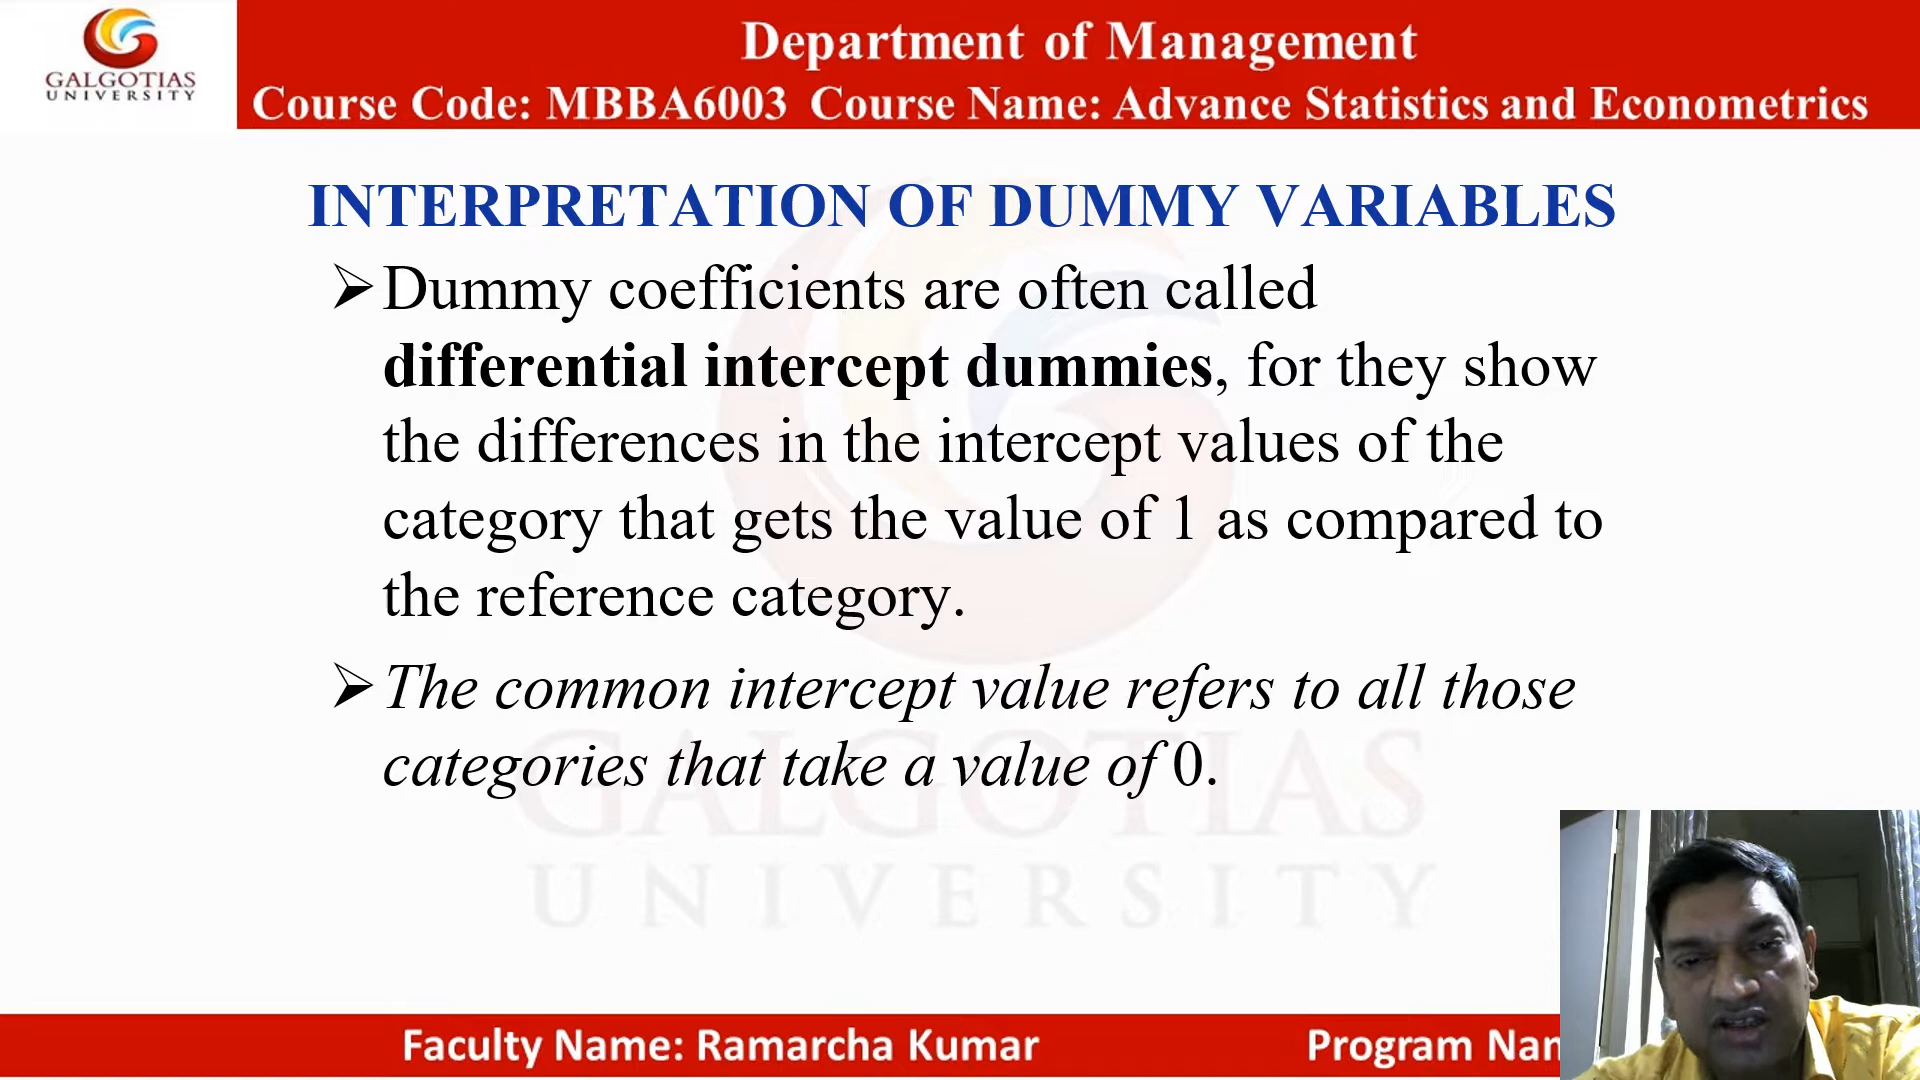 GALGOTIAS
UNIVERSITY
Department of Management
Course Code: MBBA6003 Course Name: Advance Statistics and Econometrics
INTERPRETATION OF DUMMY VARIABLES
➢Dummy coefficients are often called
differential intercept dummies, for they show
the differences in the intercept values of the
category that gets the value of 1 as compared to
the reference category.
➢The common intercept value refers to all those
categories that take a value of 0.
GALGOTIAS
UNIVERSITY
Faculty Name: Ramarcha Kumar
Program